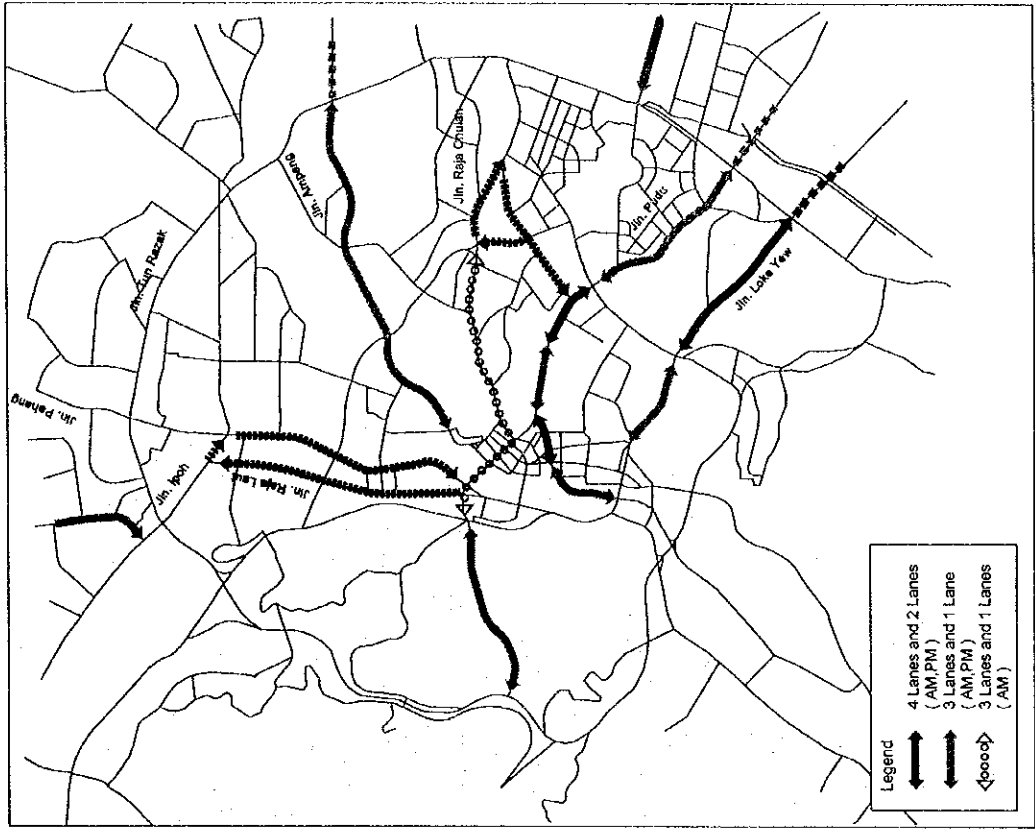 Jln. Pahang
Jln. Tun Razak
Jln. Ipoh
Jln. Raja Laut
Jln. Ampang
Jln. Raja Chulan
Jln. Pudu
Jln. Loke Yew
Legend
4 Lanes and 2 Lanes
( AM,PM )
3 Lanes and 1 Lane
( AM,PM )
3 Lanes and 1 Lanes
( AM )